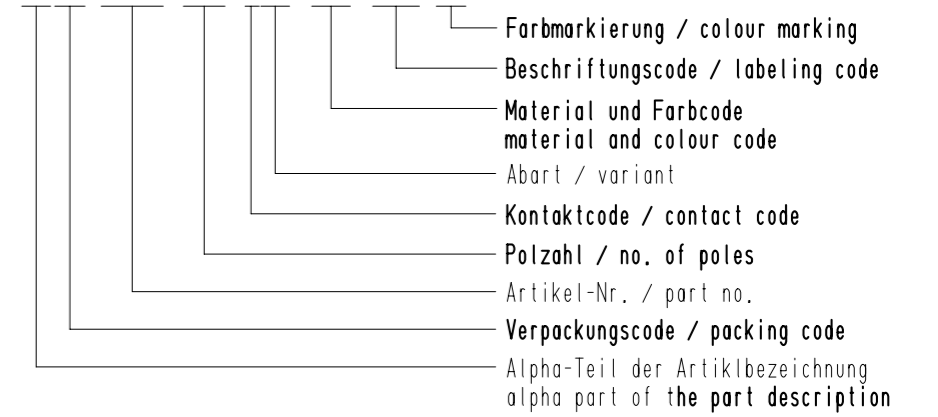 Farbmarkierung / colour marking
Beschriftungscode / labeling code
Material und Farbcode
material and colour code
Abart / variant
Kontaktcode / contact code
Polzahl / no. of poles
Artikel-Nr. / part no.
Verpackungscode / packing code
Alpha-Teil der Artiklbezeichnung
alpha part of the part description